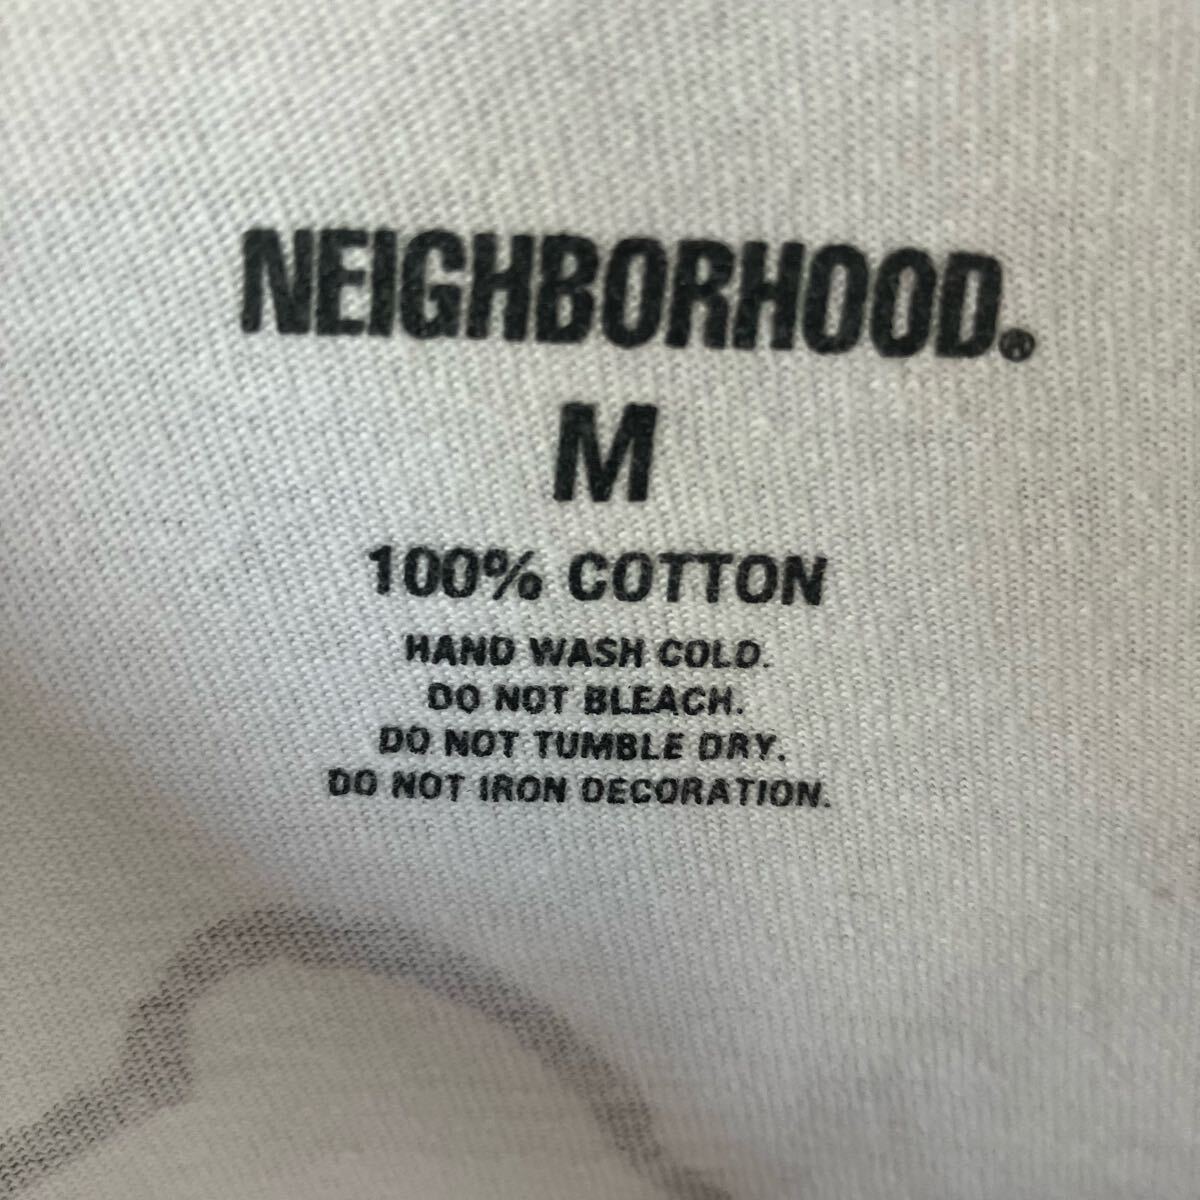 NEIGHBORHOOD.®
M
100% COTTON
HAND WASH COLD.
DO NOT BLEACH.
DO NOT TUMBLE DRY.
DO NOT IRON DECORATION.